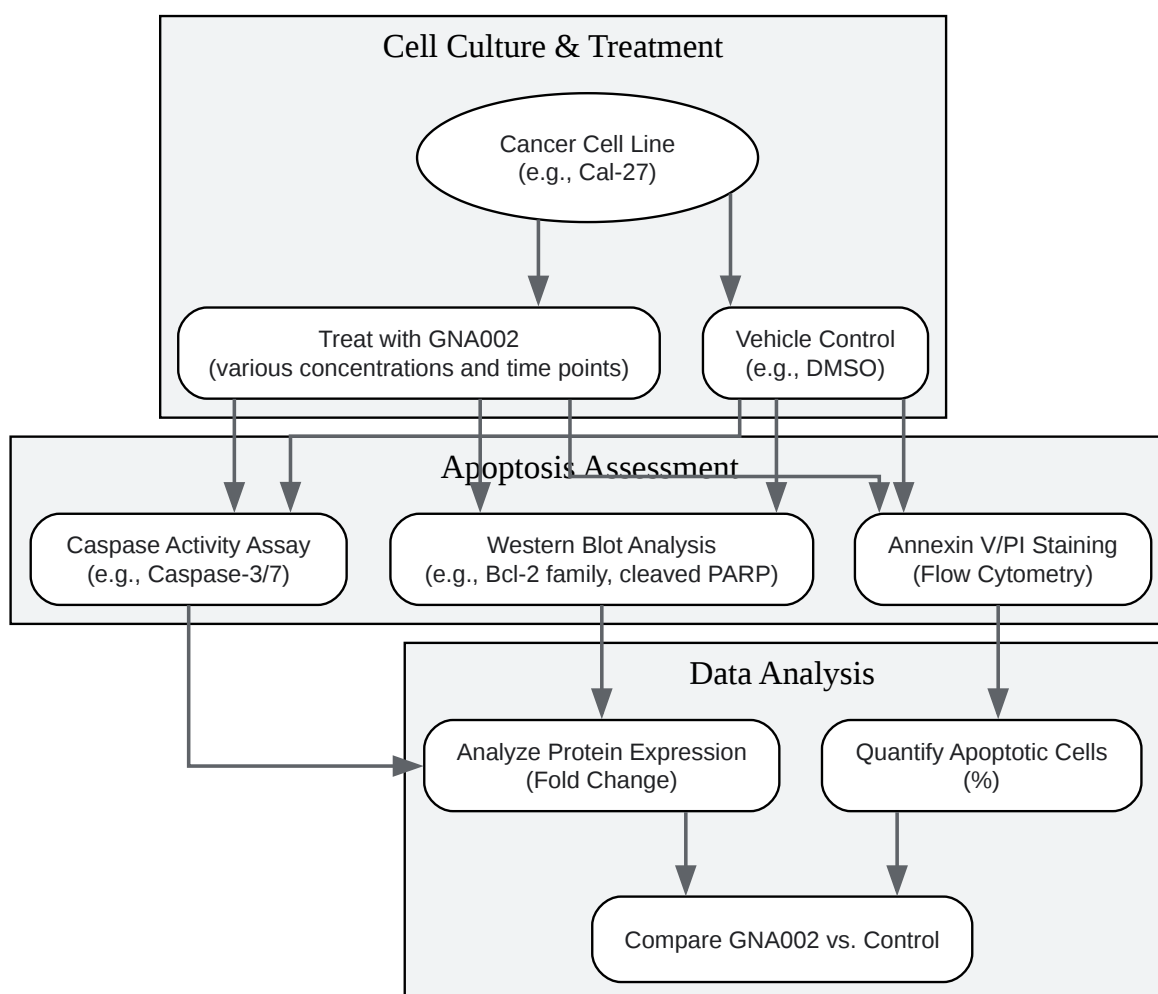 Cell Culture & Treatment
Cancer Cell Line
(e.g., Cal-27)
Treat with GNA002
(various concentrations and time points)
Vehicle Control
(e.g., DMSO)
Apoptosis Assessment
Caspase Activity Assay
(e.g., Caspase-3/7)
Western Blot Analysis
(e.g., Bcl-2 family, cleaved PARP)
Annexin V/PI Staining
(Flow Cytometry)
Data Analysis
Analyze Protein Expression
(Fold Change)
Quantify Apoptotic Cells
(%)
Compare GNA002 vs. Control